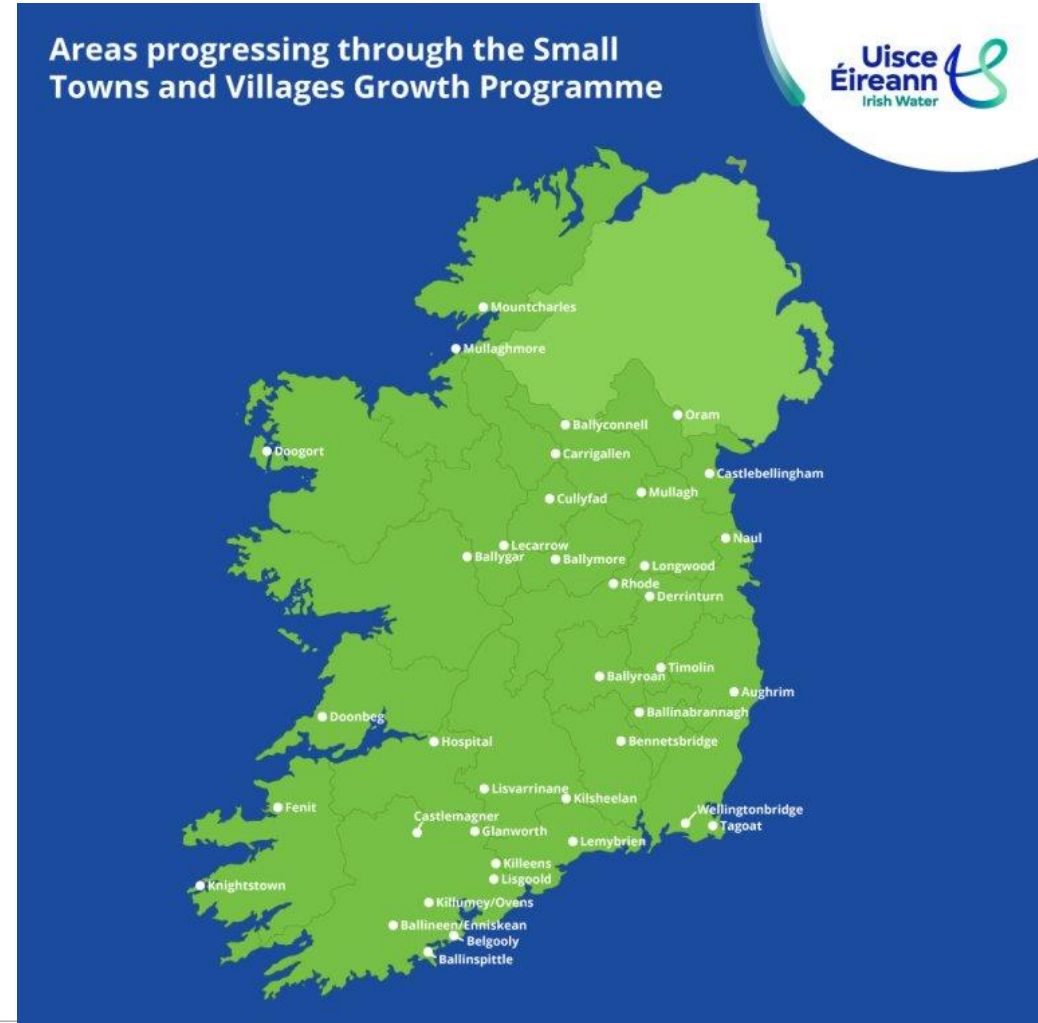 Areas progressing through the Small
Towns and Villages Growth Programme
Uisce
Éireann
Irish Water
Mountcharles
Mullaghmore
Oram
Ballyconnell
Doogort
Carrigallen
Castlebellingham
Mullagh
Cullyfad
Naul
Lecarrow
Ballygar
Ballymore
Longwood
Rhode
Derrinturn
Timolin
Ballyroan
Aughrim
Ballinabrannagh
Doonbeg
Hospital
Bennetsbridge
Lisvarrinane
Kilsheelan
Fenit
Wellingtonbridge
Castlemagner
Tagoat
Glanworth
Lemybrien
Killeens
Lisgoold
Knightstown
Killumey/Ovens
Ballineen/Enniskean
Belgooly
Ballinspittle